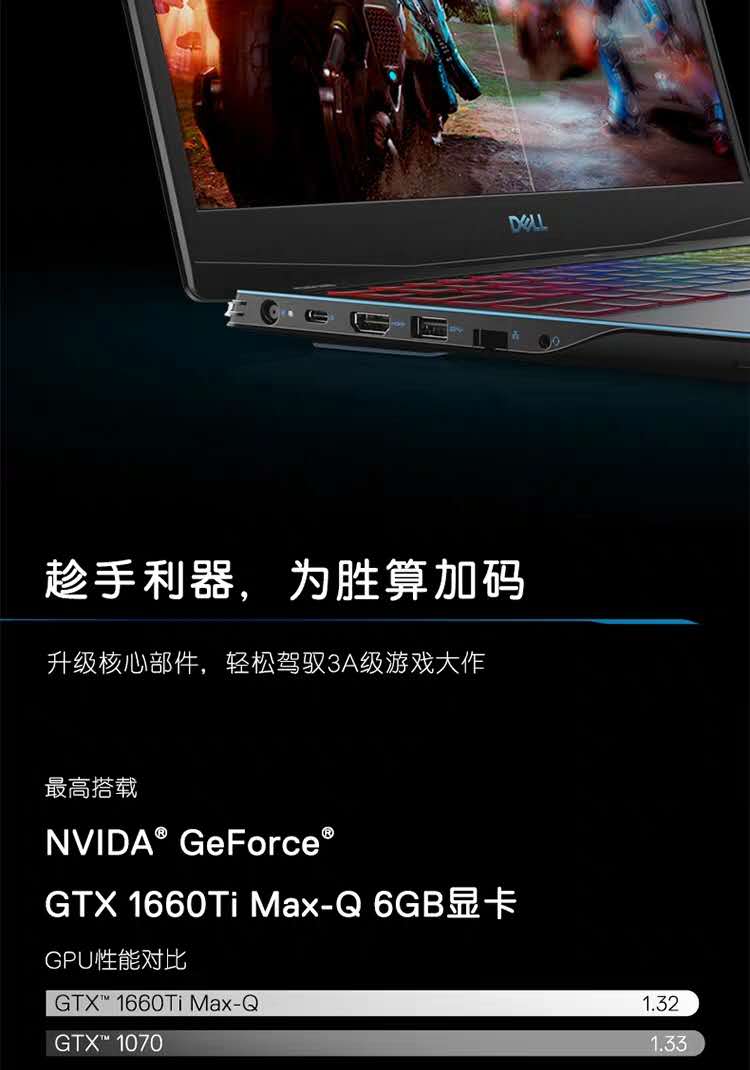 DELL
趁手利器，为胜算加码
升级核心部件，轻松驾驭3A级游戏大作
最高搭载
NVIDA® GeForce®
GTX 1660Ti Max-Q 6GB显卡
GPU性能对比
GTX™ 1660Ti Max-Q 1.32
GTX™ 1070 1.33